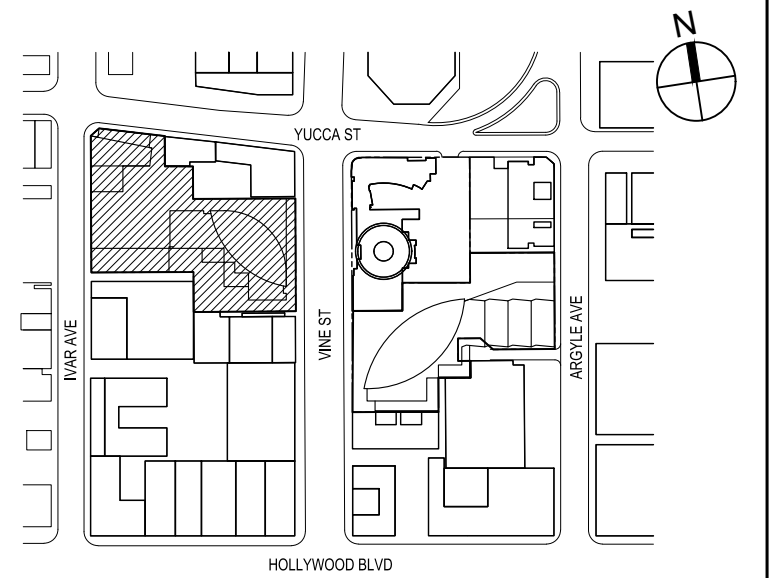 N
YUCCA ST
IVAR AVE
VINE ST
ARGYLE AVE
HOLLYWOOD BLVD